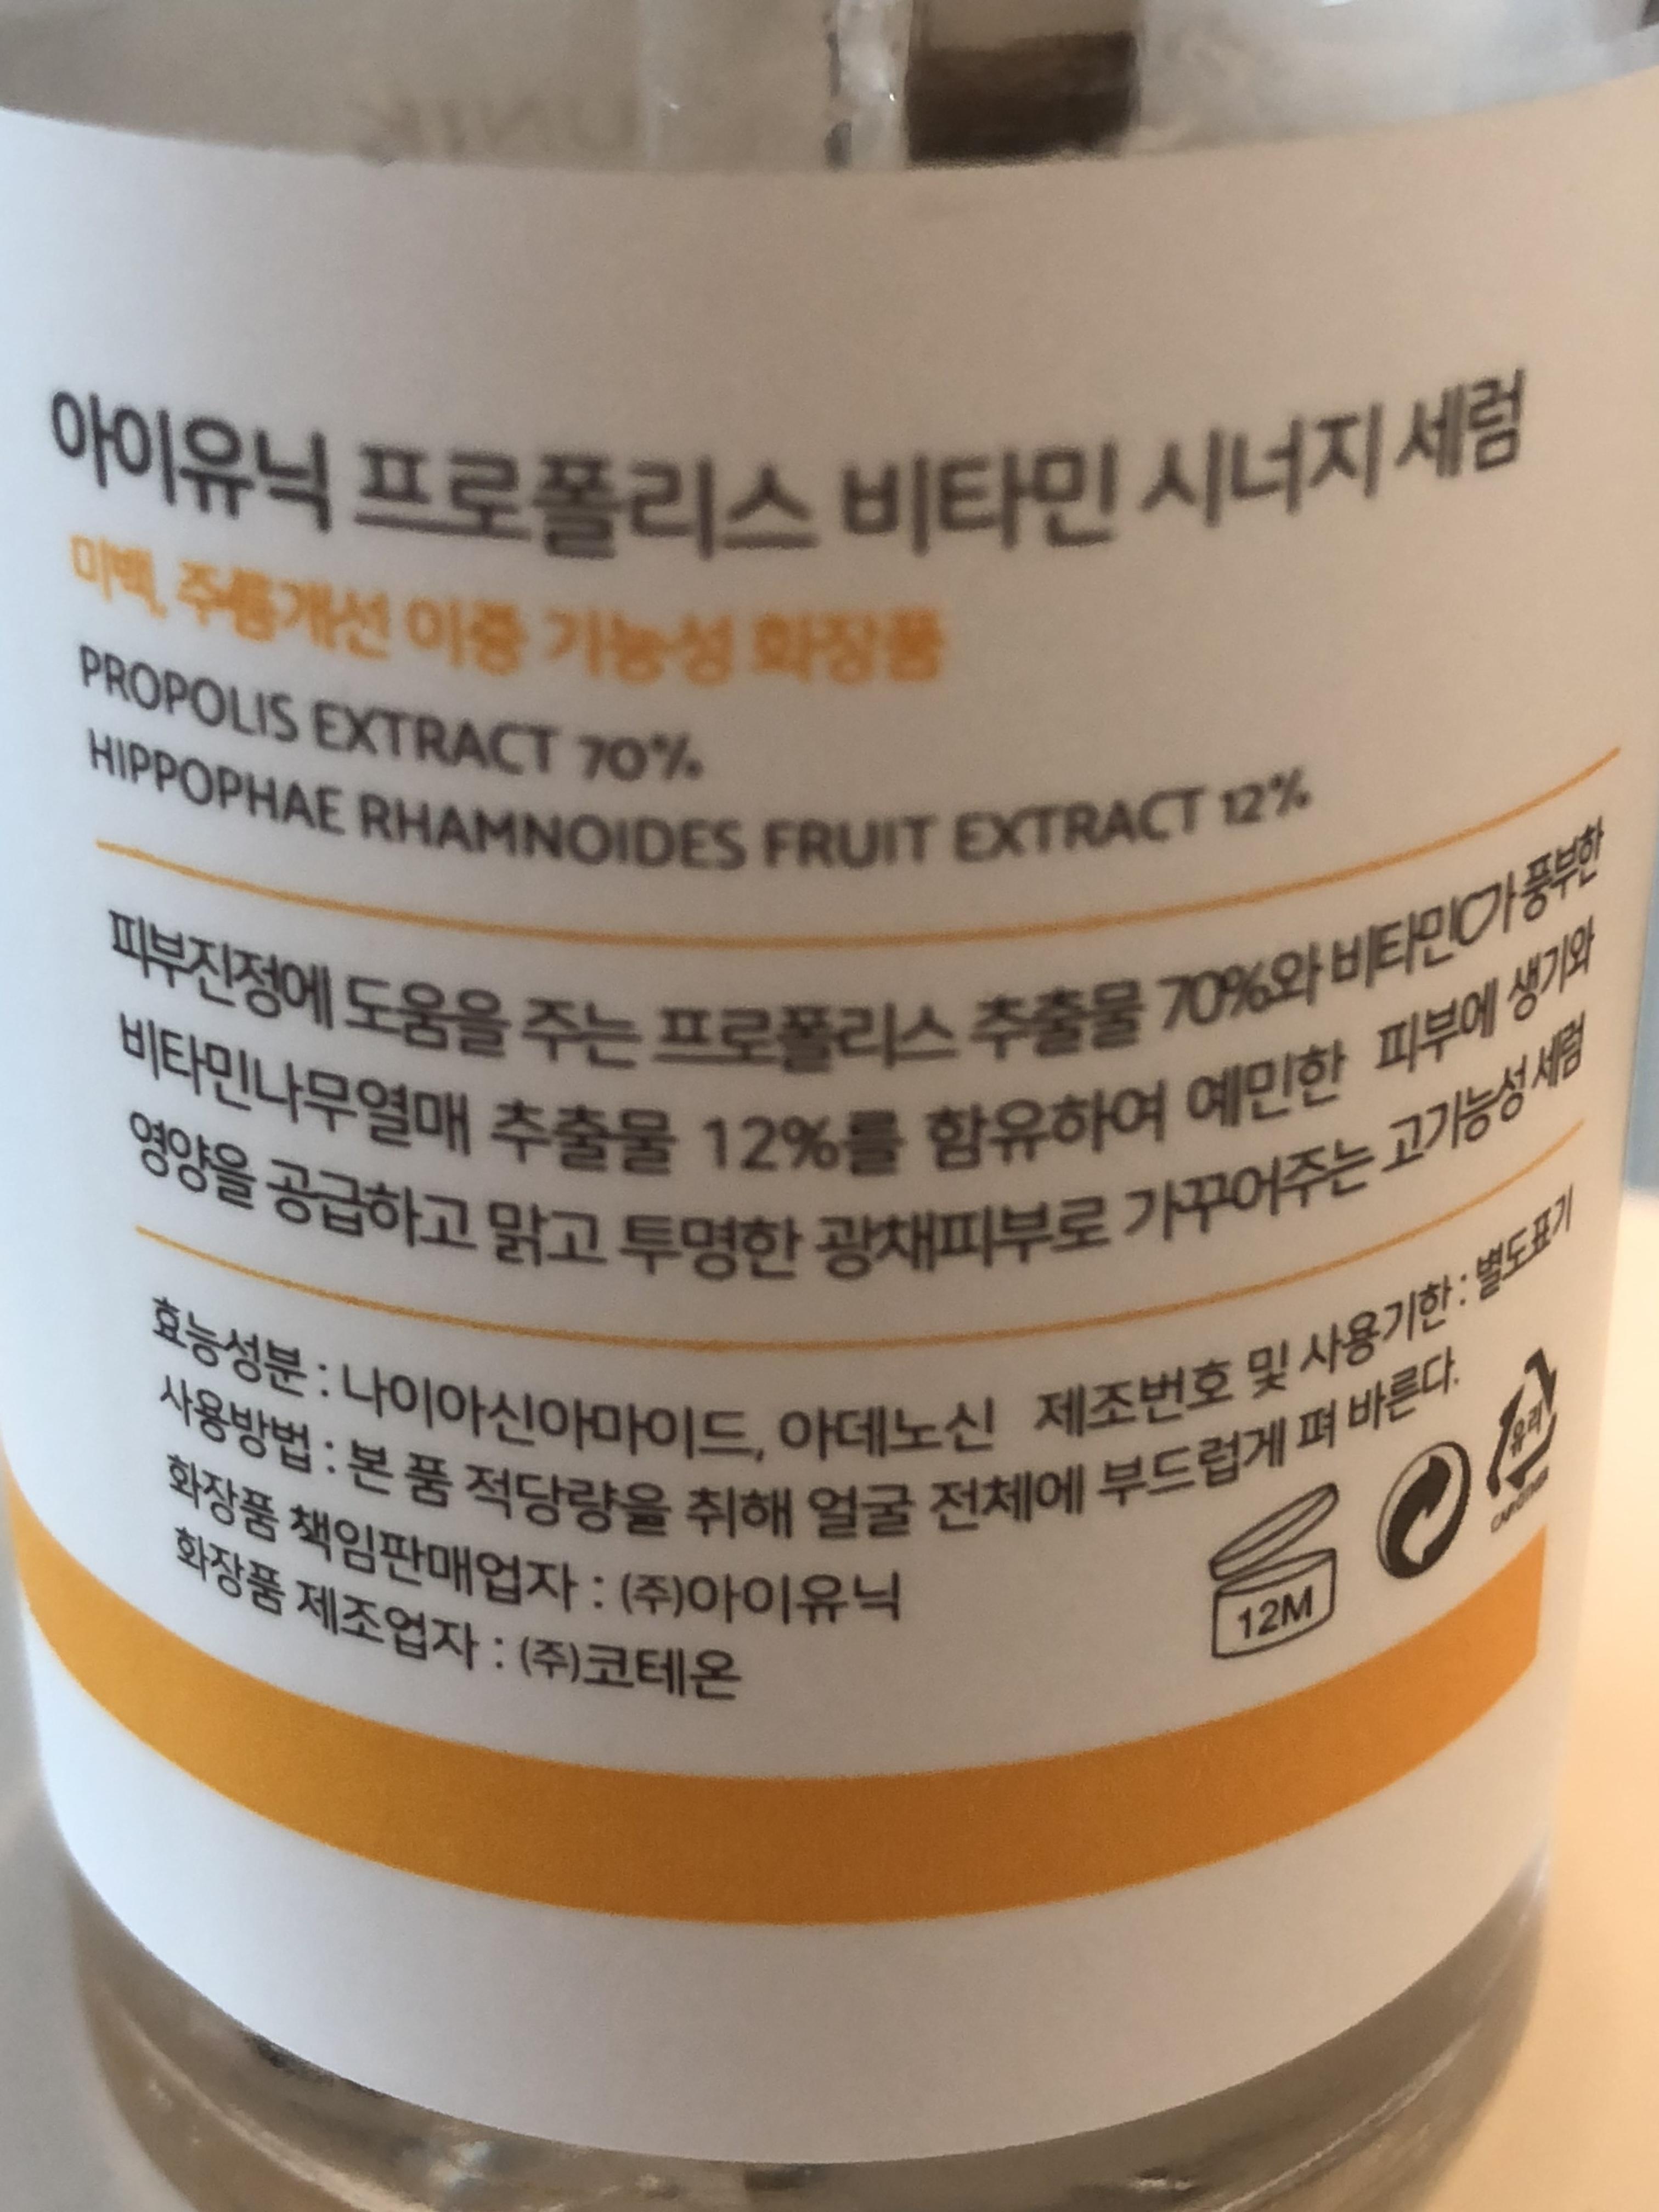 아이유닉 프로폴리스 비타민 시너지 세럼
미백, 주름개선 이중 기능성 화장품
PROPOLIS EXTRACT 70%
HIPPOPHAE RHAMNOIDES FRUIT EXTRACT 12%
피부진정에 도움을 주는 프로폴리스 추출물 70%와 비타민C가 풍부한
비타민나무열매 추출물 12%를 함유하여 예민한 피부에 생기와
영양을 공급하고 맑고 투명한 광채피부로 가꾸어주는 고기능성 세럼
효능성분 : 나이아신아마이드, 아데노신 제조번호 및 사용기한 : 별도표기
사용방법 : 본 품 적당량을 취해 얼굴 전체에 부드럽게 펴 바른다.
화장품 책임판매업자 : (주)아이유닉
화장품 제조업자 : (주)코테온
12M
유리